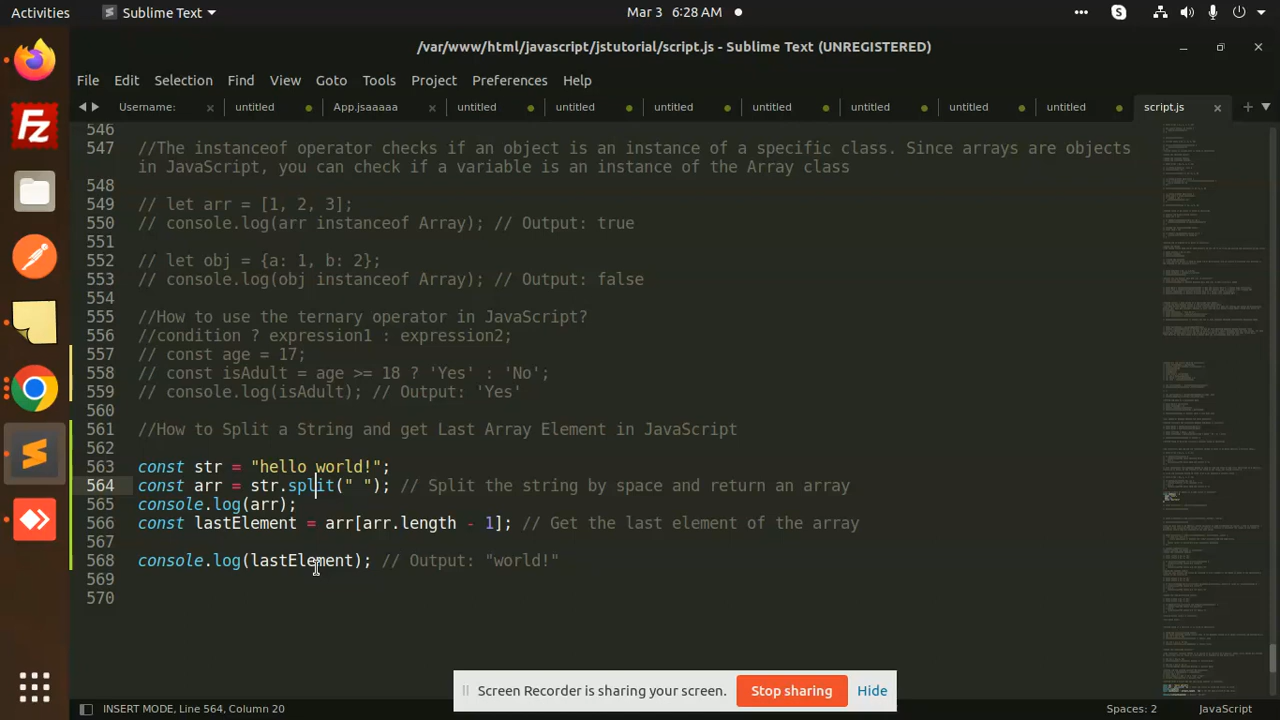 Activities
Sublime Text
Mar 3 6:28 AM
/var/www/html/javascript/jstutorial/script.js - Sublime Text (UNREGISTERED)
File Edit Selection Find View Goto Tools Project Preferences Help
Username: untitled App.jsaaaaa untitled untitled untitled untitled untitled untitled untitled script.js
546
547 //The instanceof operator checks if an object is an instance of a specific class. Since arrays are objects
in JavaScript, you can check if a variable is an instance of the Array class
548
549 // let arr = [1, 2, 3];
550 // console.log(arr instanceof Array); // Output: true
551
552 // let obj = {a: 1, b: 2};
553 // console.log(obj instanceof Array); // Output: false
554
555 //How to use the ternary operator in JavaScript?
556 //condition ? expression1 : expression2;
557 // const age = 17;
558 // const isAdult = age >= 18 ? 'Yes' : 'No';
559 // console.log(isAdult); // Output: 'Yes'
560
561 //How to Split a String and get Last Array Element in JavaScript
562
563 const str = "hello world!";
564 const arr = str.split(" "); // Split the string by space and return an array
565 console.log(arr);
566 const lastElement = arr[arr.length - 1]; // Get the last element of the array
567
568 console.log(lastElement); // Output: "world!"
569
570
Screen Recorder is sharing your screen. Stop sharing Hide
INSERT MODE, Line 564, Column 20 Spaces: 2 JavaScript